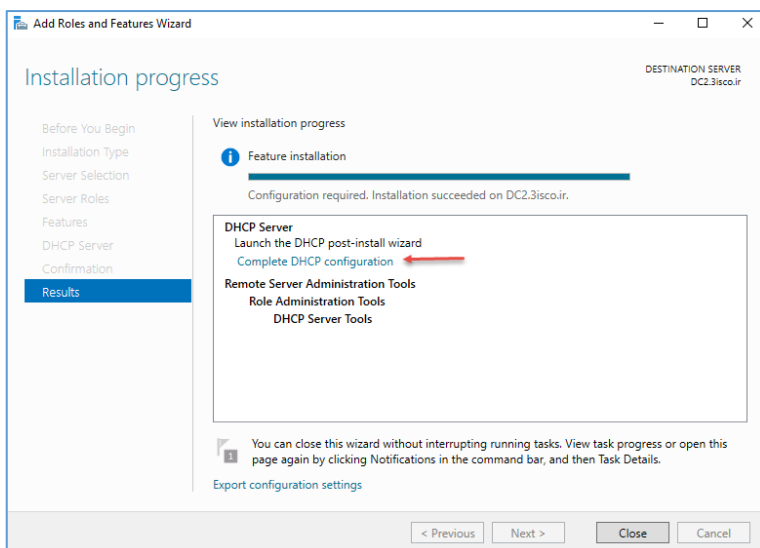 Add Roles and Features Wizard
Installation progress
DESTINATION SERVER
DC2.3isco.ir
Before You Begin
Installation Type
Server Selection
Server Roles
Features
DHCP Server
Confirmation
Results
View installation progress
Feature installation
Configuration required. Installation succeeded on DC2.3isco.ir.
DHCP Server
Launch the DHCP post-install wizard
Complete DHCP configuration
Remote Server Administration Tools
Role Administration Tools
DHCP Server Tools
1
You can close this wizard without interrupting running tasks. View task progress or open this
page again by clicking Notifications in the command bar, and then Task Details.
Export configuration settings
< Previous
Next >
Close
Cancel